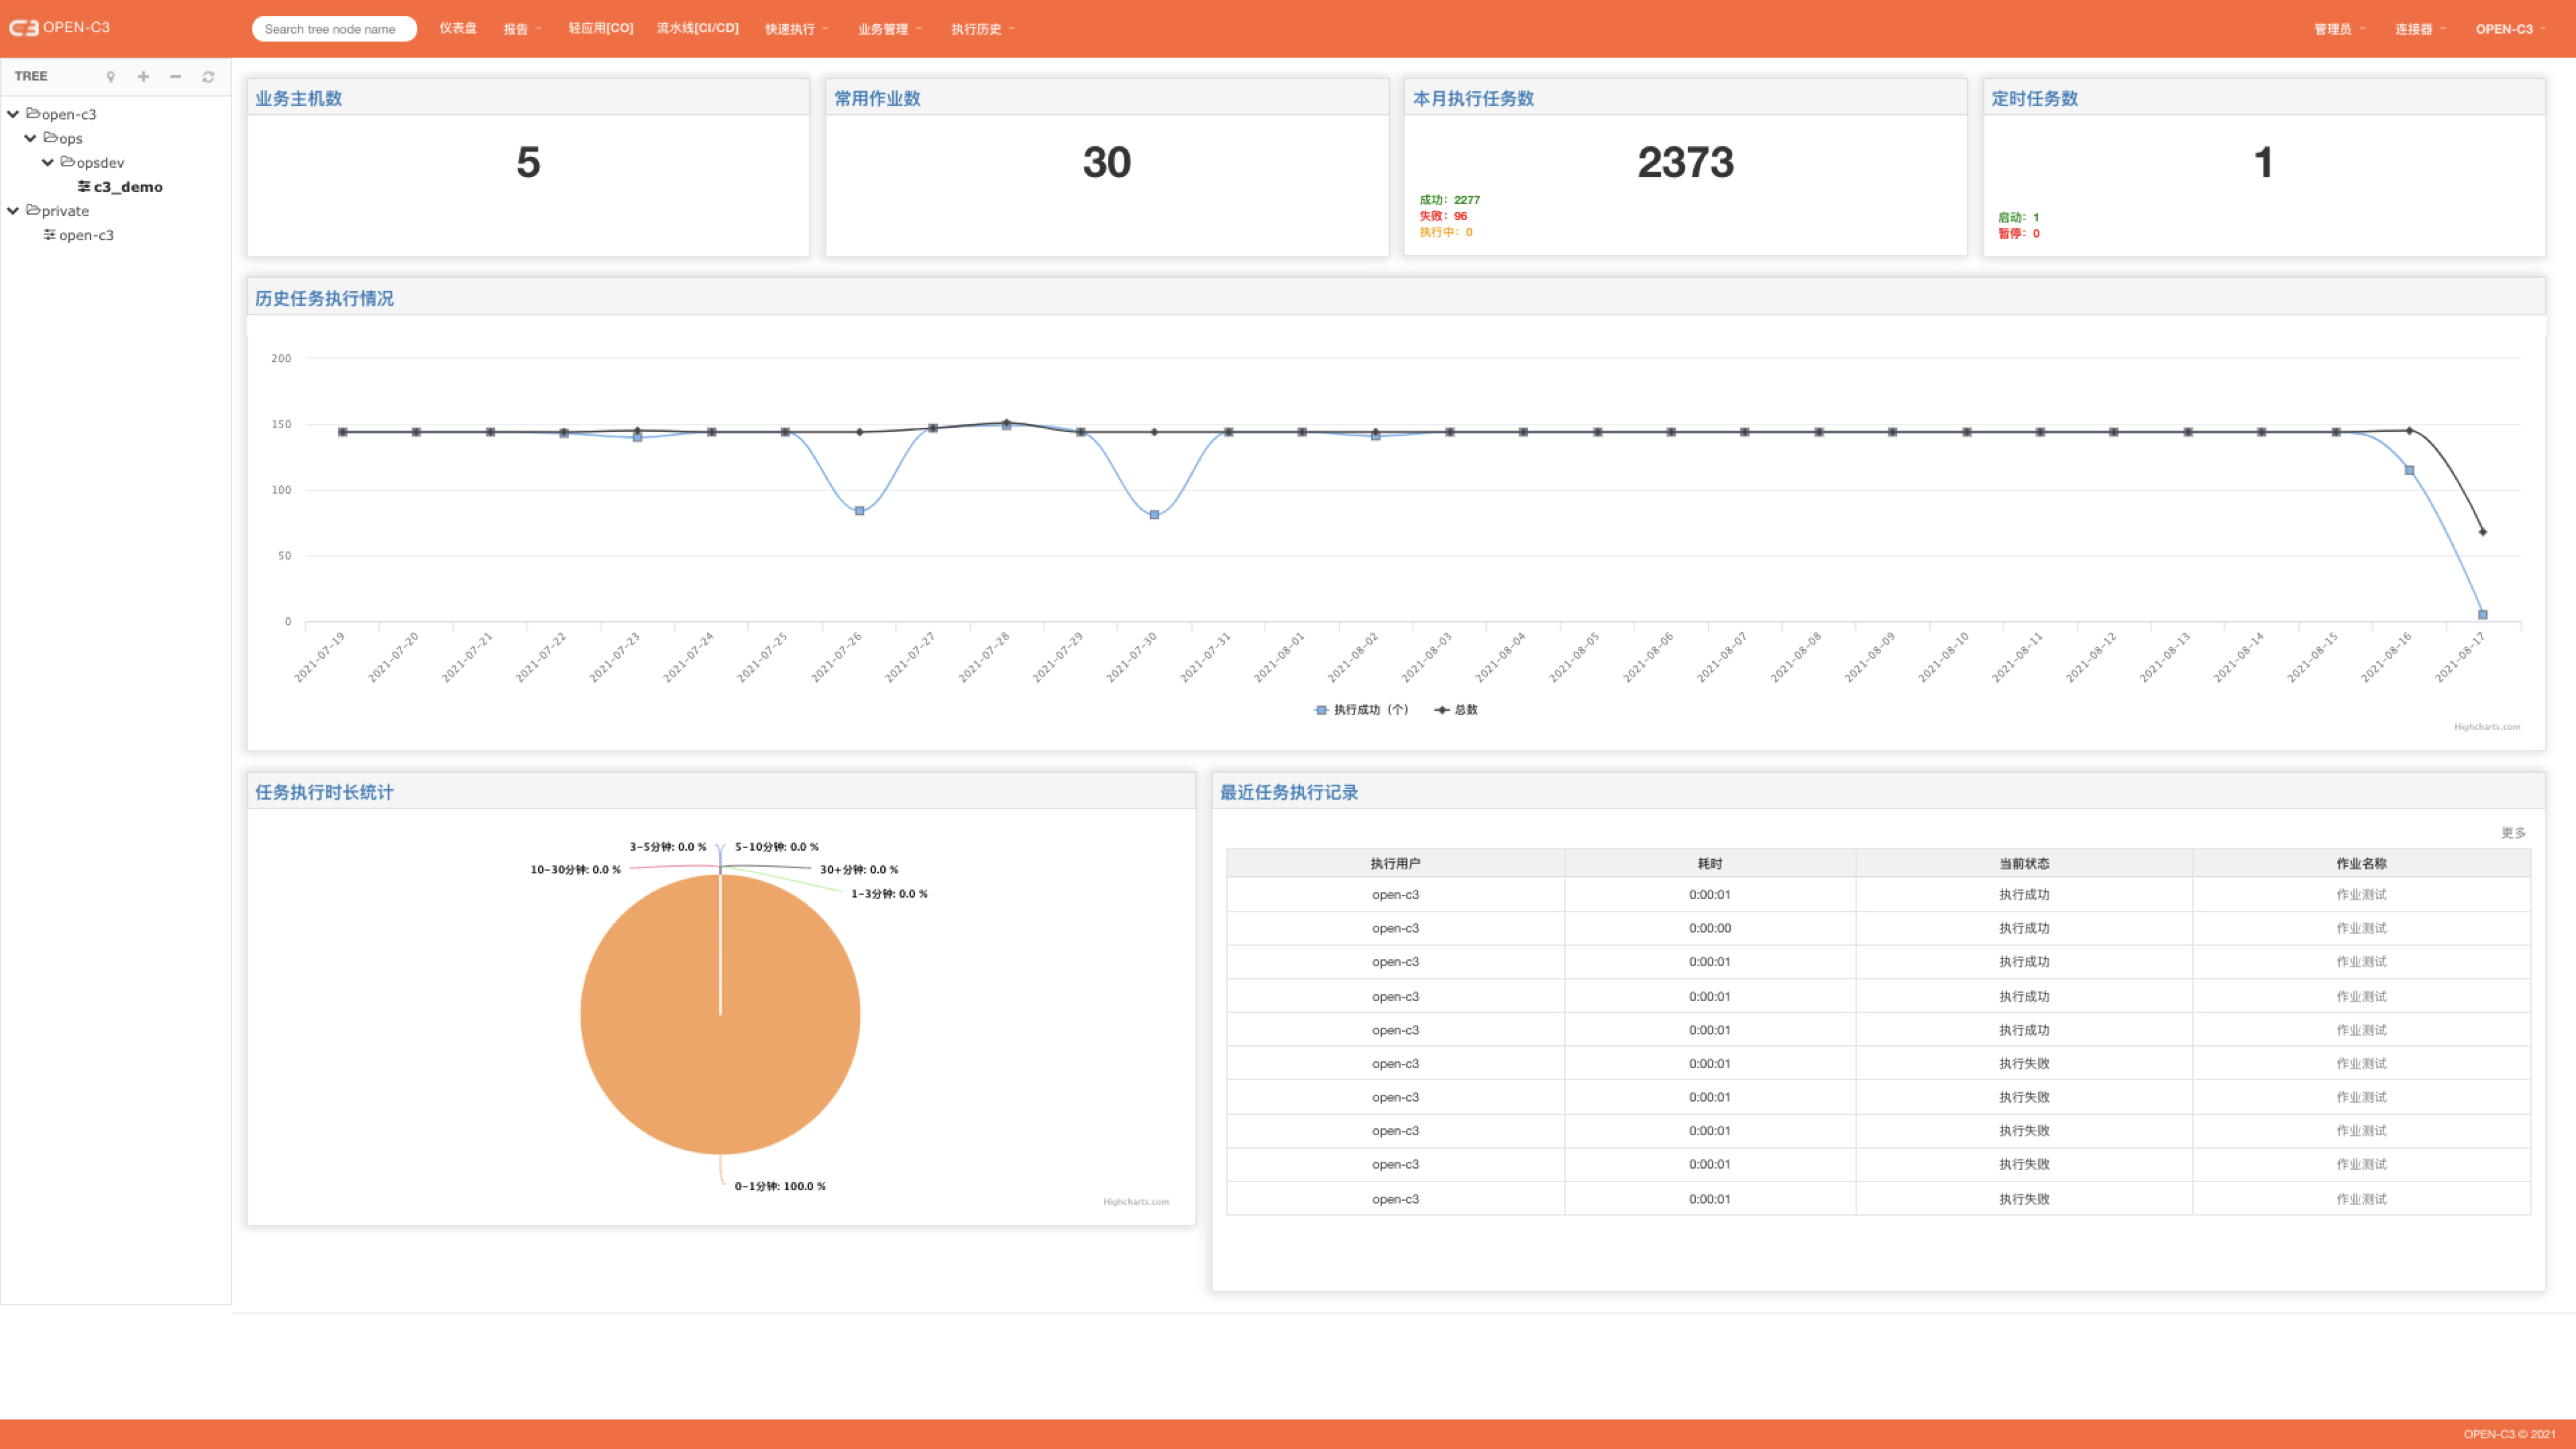 C3 OPEN-C3
Search tree node name
仪表盘
报告
轻应用[CO]
流水线[CI/CD]
快速执行
业务管理
执行历史
管理员
连接器
OPEN-C3
TREE
open-c3
ops
opsdev
c3_demo
private
open-c3
业务主机数
5
常用作业数
30
本月执行任务数
2373
成功：2277
失败：96
执行中：0
定时任务数
1
启动：1
暂停：0
历史任务执行情况
200
150
100
50
0
2021-07-19
2021-07-20
2021-07-21
2021-07-22
2021-07-23
2021-07-24
2021-07-25
2021-07-26
2021-07-27
2021-07-28
2021-07-29
2021-07-30
2021-07-31
2021-08-01
2021-08-02
2021-08-03
2021-08-04
2021-08-05
2021-08-06
2021-08-07
2021-08-08
2021-08-09
2021-08-10
2021-08-11
2021-08-12
2021-08-13
2021-08-14
2021-08-15
2021-08-16
2021-08-17
执行成功（个） 总数
Highcharts.com
任务执行时长统计
3-5分钟: 0.0 %
5-10分钟: 0.0 %
10-30分钟: 0.0 %
30+分钟: 0.0 %
1-3分钟: 0.0 %
0-1分钟: 100.0 %
Highcharts.com
最近任务执行记录
更多
执行用户 耗时 当前状态 作业名称
open-c3 0:00:01 执行成功 作业测试
open-c3 0:00:00 执行成功 作业测试
open-c3 0:00:01 执行成功 作业测试
open-c3 0:00:01 执行成功 作业测试
open-c3 0:00:01 执行成功 作业测试
open-c3 0:00:01 执行失败 作业测试
open-c3 0:00:01 执行失败 作业测试
open-c3 0:00:01 执行失败 作业测试
open-c3 0:00:01 执行失败 作业测试
open-c3 0:00:01 执行失败 作业测试
OPEN-C3 © 2021